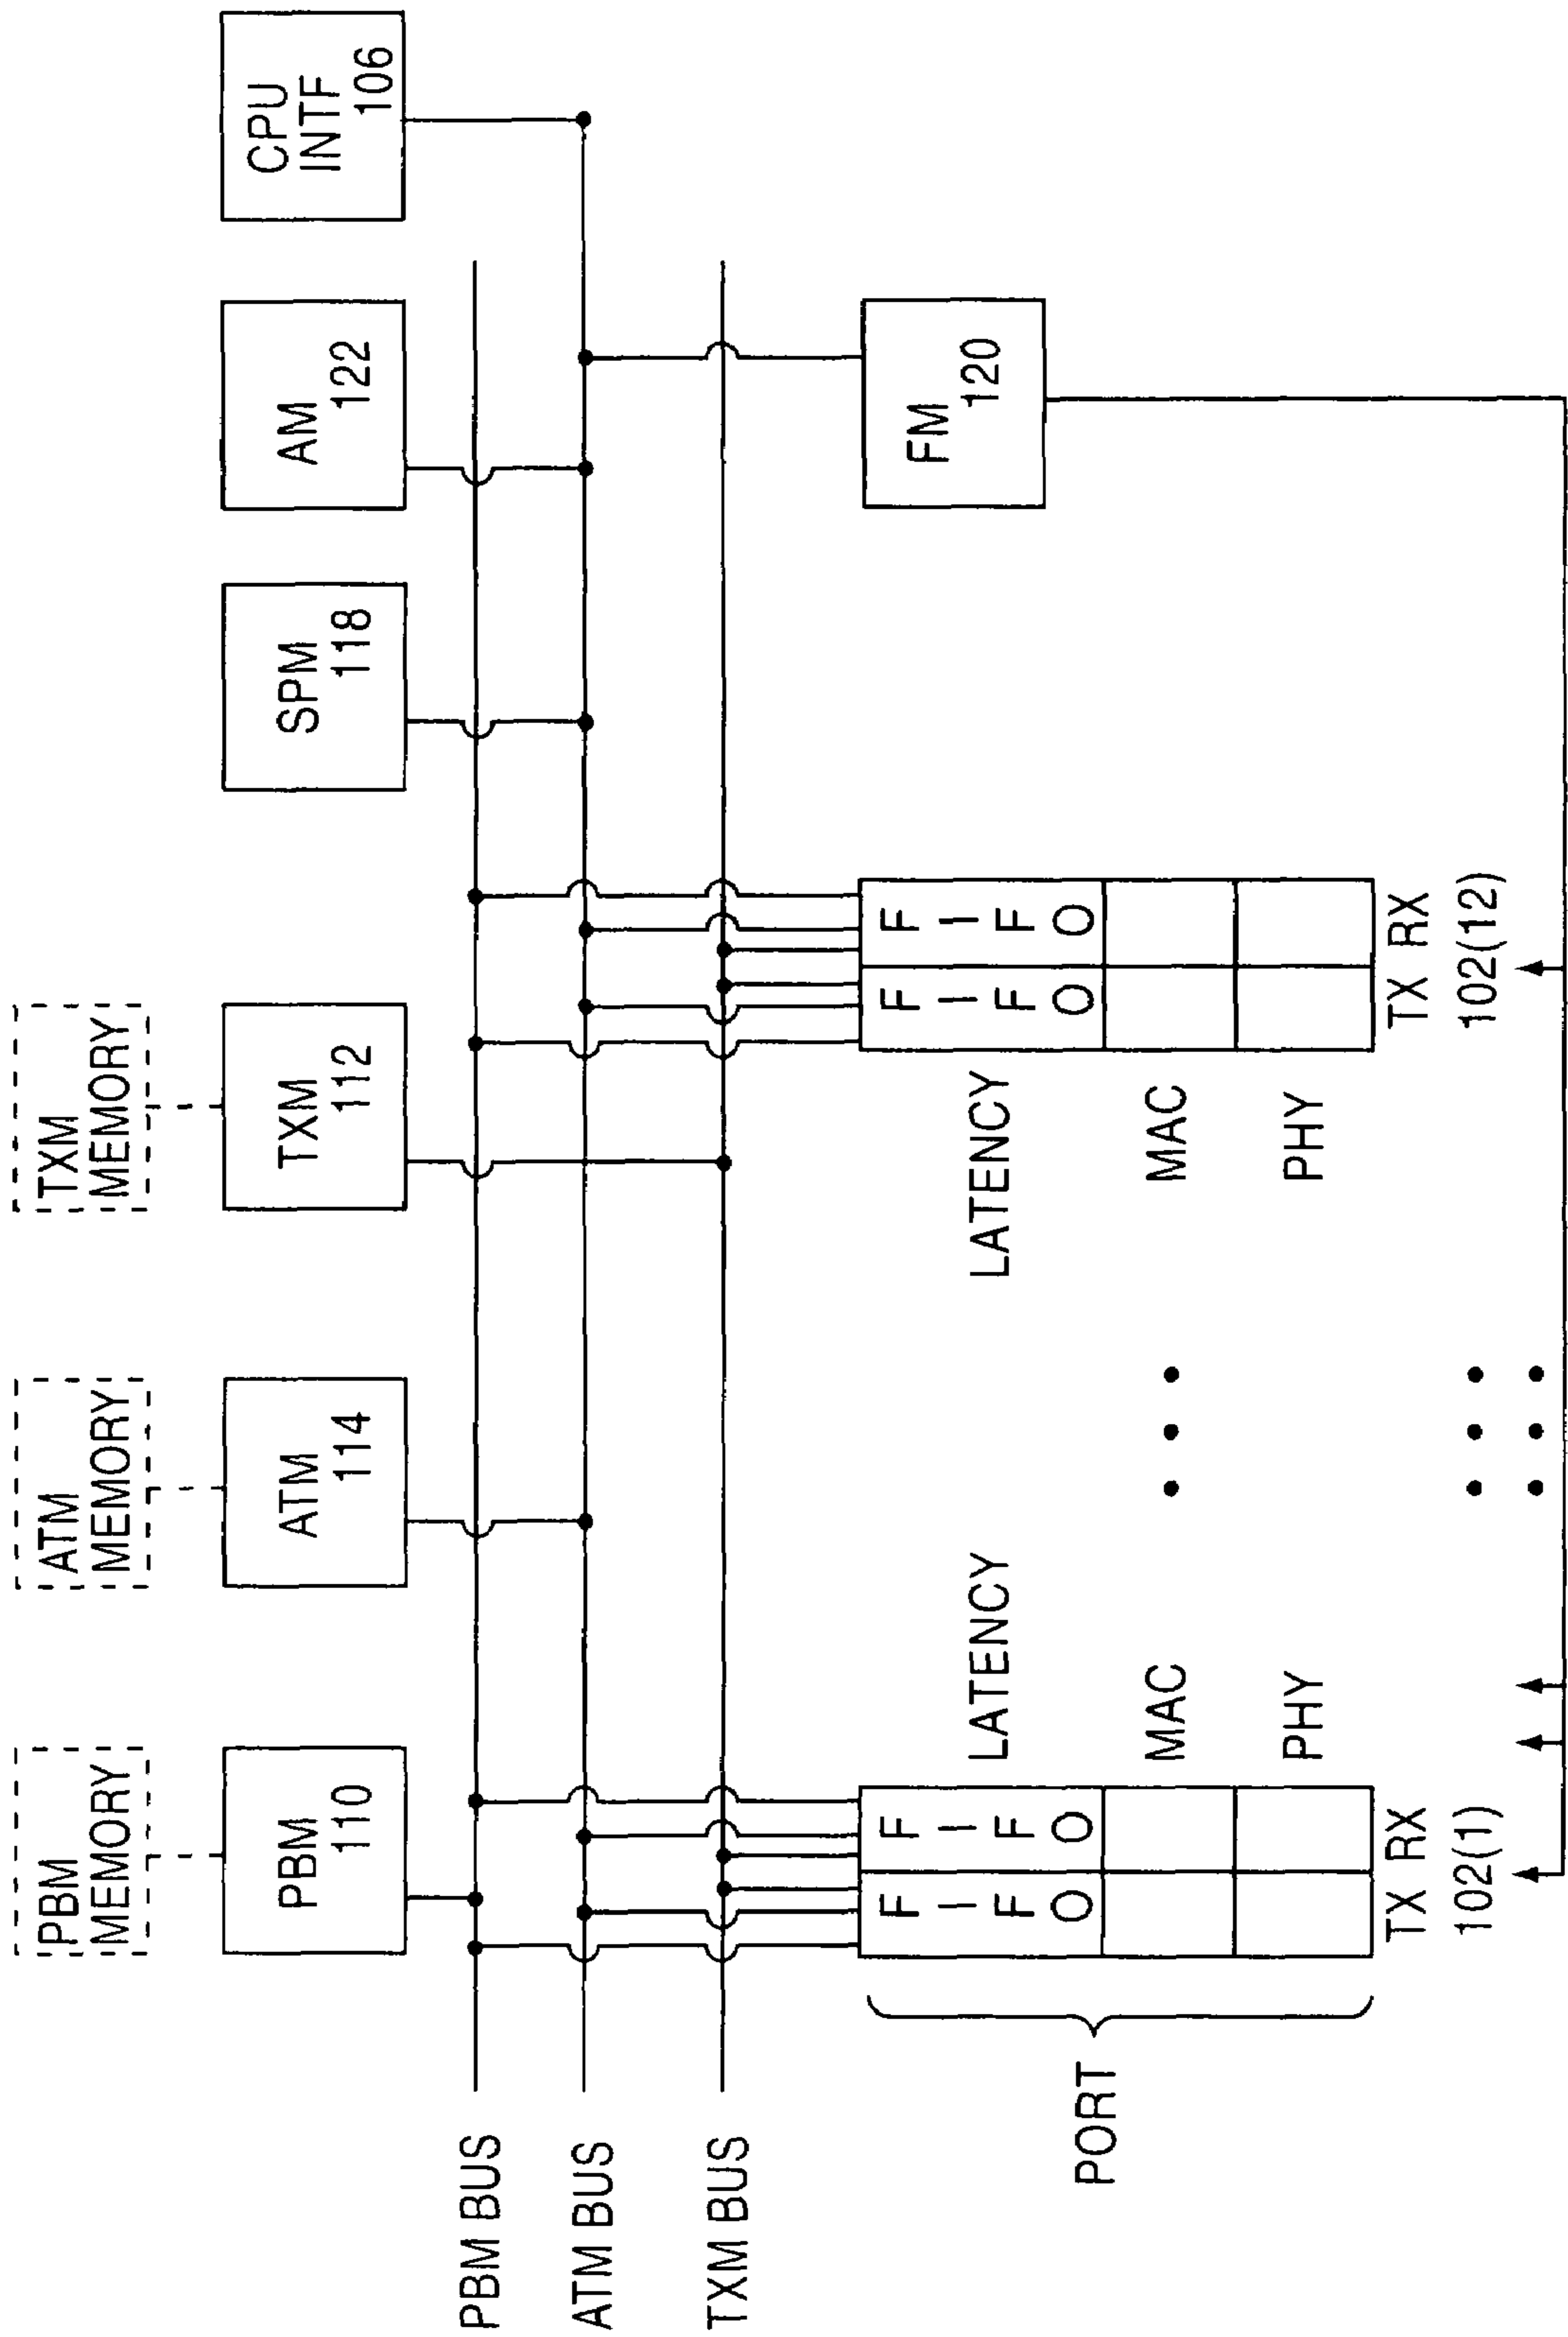 PBM
MEMORY
ATM
MEMORY
TXM
MEMORY
PBM
110
ATM
114
TXM
112
SPM
118
AM
122
CPU
INTF
106
PBM BUS
ATM BUS
TXM BUS
PORT
F F
I I
F F
O O
LATENCY
MAC
PHY
TX RX
102(1)
LATENCY
MAC
PHY
F F
I I
F F
O O
TX RX
102(12)
FM
120